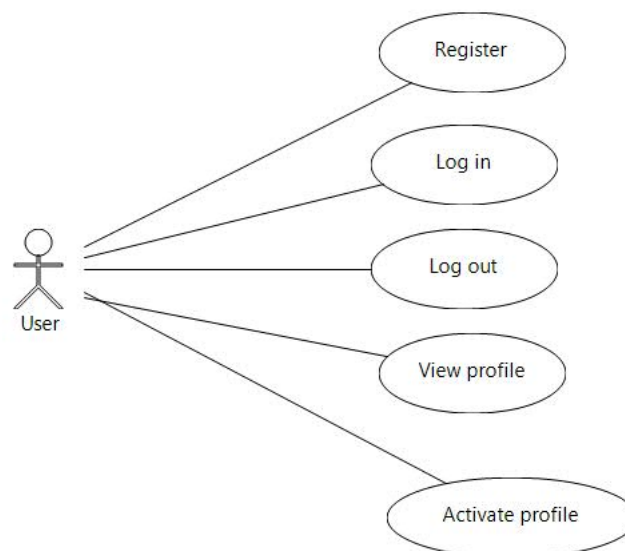 Register
Log in
Log out
User
View profile
Activate profile